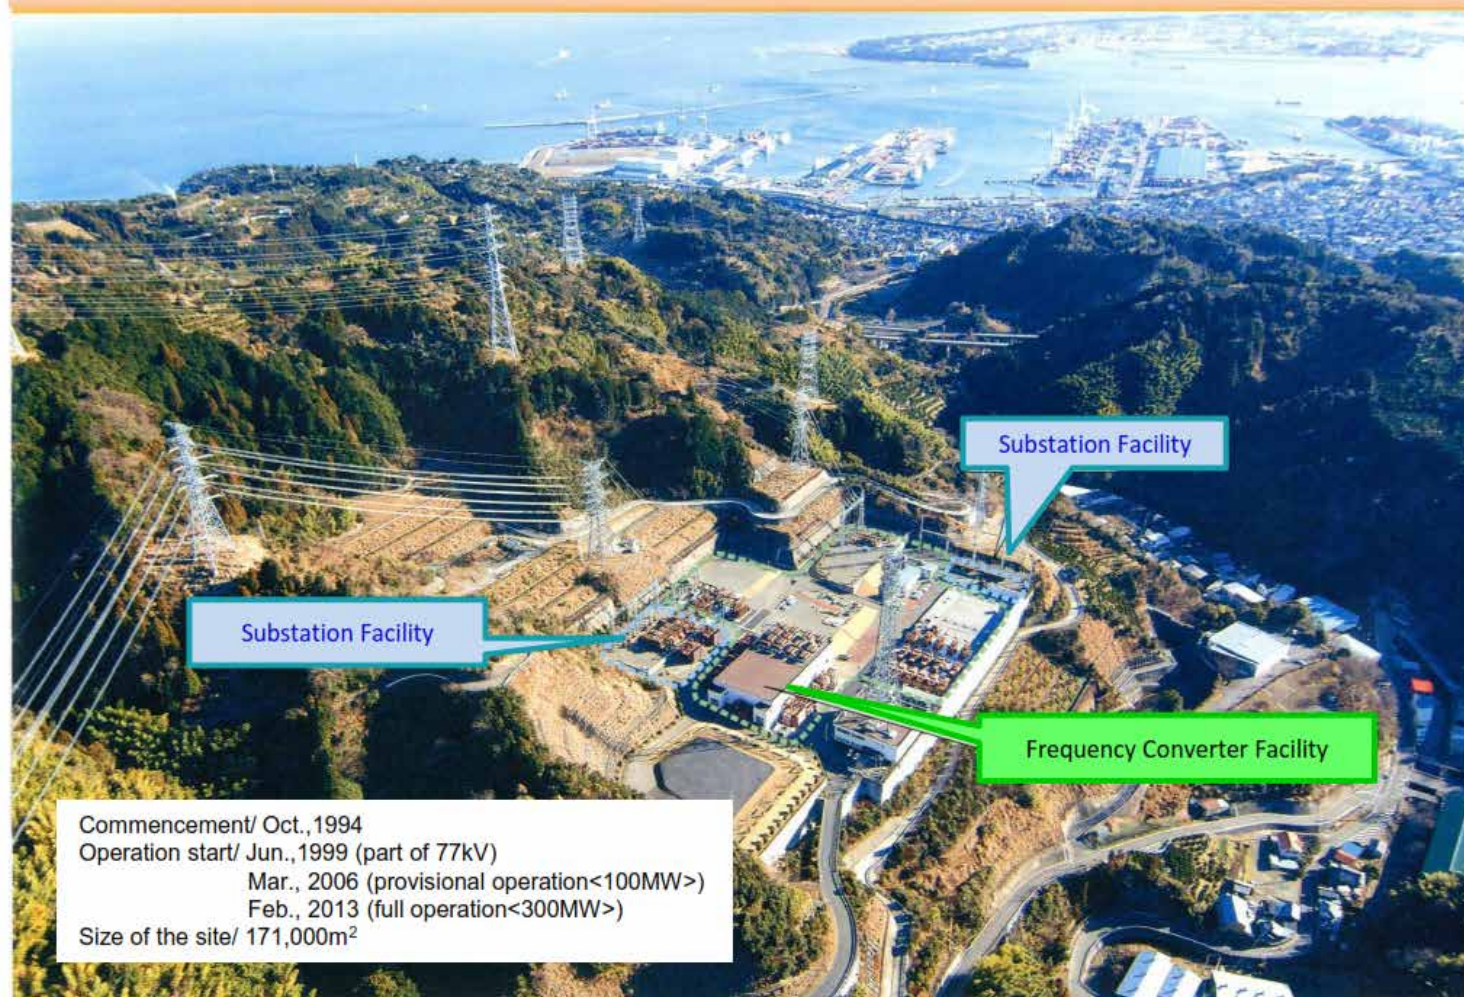 Substation Facility
Substation Facility
Frequency Converter Facility
Commencement/ Oct.,1994
Operation start/ Jun.,1999 (part of 77kV)
Mar., 2006 (provisional operation<100MW>)
Feb., 2013 (full operation<300MW>)
Size of the site/ 171,000m²